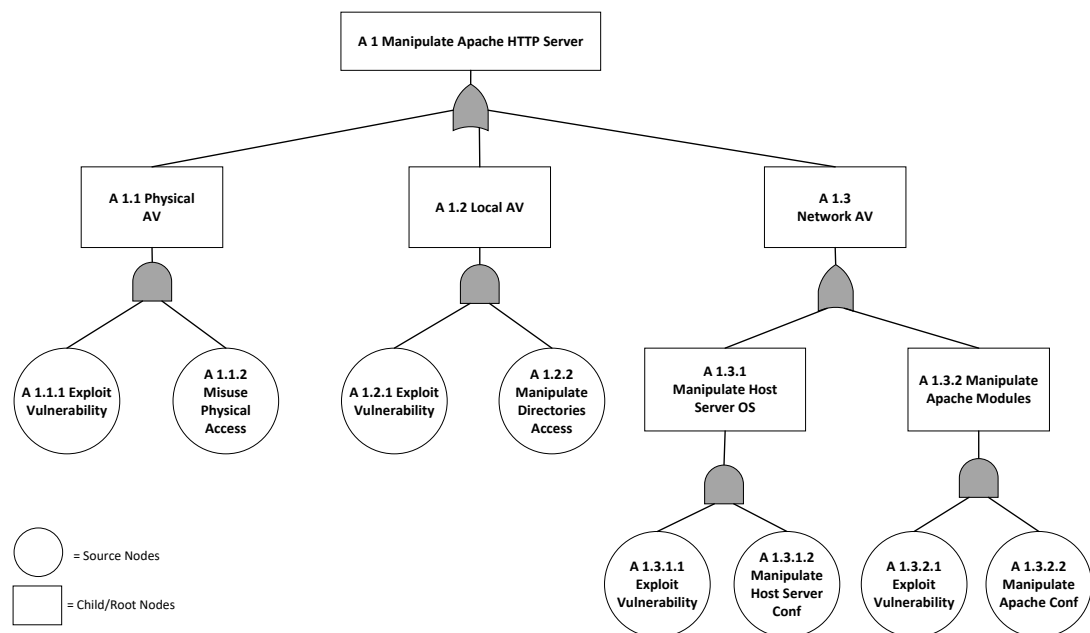 A 1 Manipulate Apache HTTP Server
A 1.1 Physical
AV
A 1.2 Local AV
A 1.3
Network AV
A 1.1.1 Exploit
Vulnerability
A 1.1.2
Misuse
Physical
Access
A 1.2.1 Exploit
Vulnerability
A 1.2.2
Manipulate
Directories
Access
A 1.3.1
Manipulate Host
Server OS
A 1.3.2 Manipulate
Apache Modules
A 1.3.1.1
Exploit
Vulnerability
A 1.3.1.2
Manipulate
Host Server
Conf
A 1.3.2.1
Exploit
Vulnerability
A 1.3.2.2
Manipulate
Apache Conf
= Source Nodes
= Child/Root Nodes